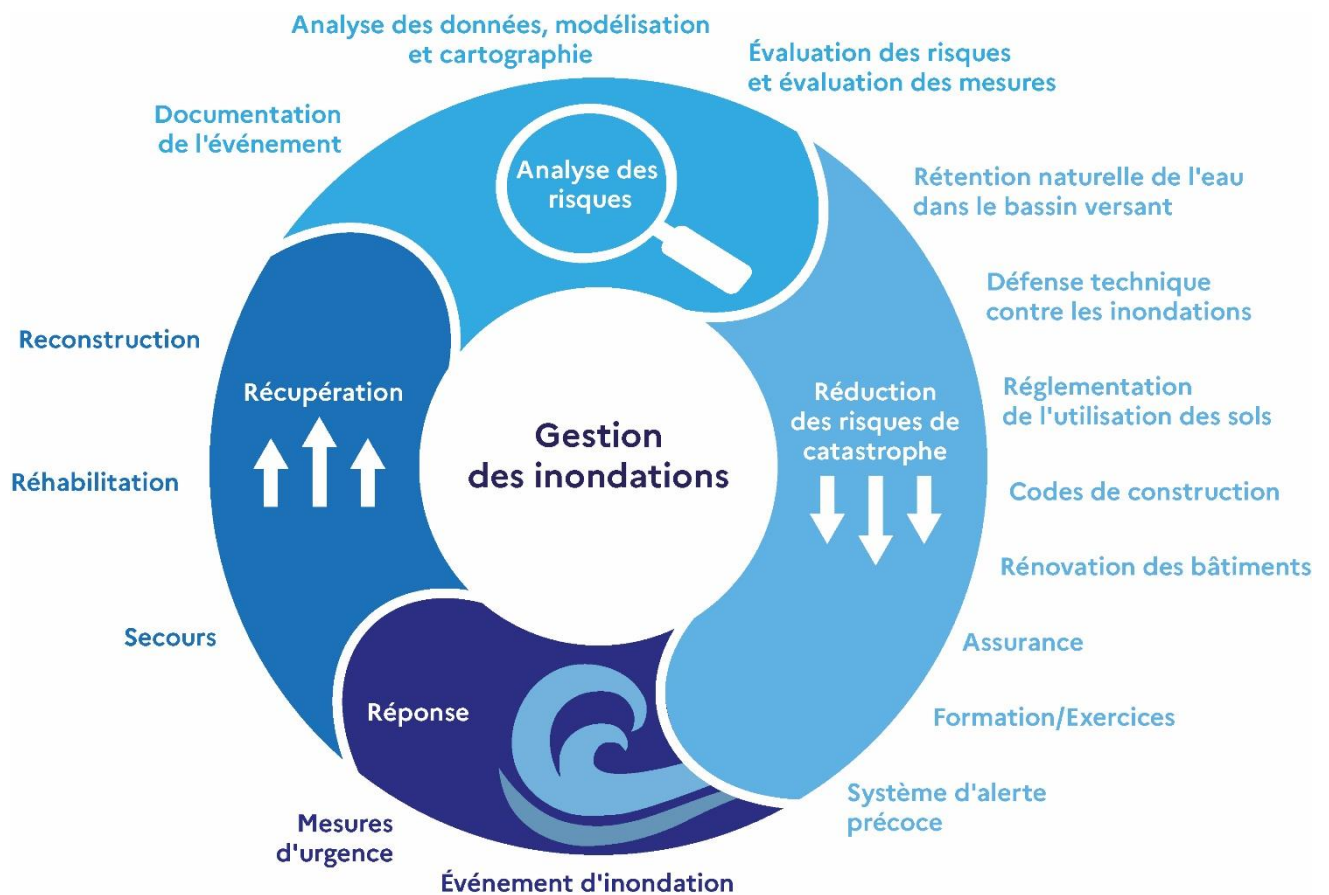 Analyse des données, modélisation
et cartographie
Évaluation des risques
et évaluation des mesures
Documentation
de l'événement
Analyse des
risques
Rétention naturelle de l'eau
dans le bassin versant
Défense technique
contre les inondations
Reconstruction
Récupération
Réduction
des risques de
catastrophe
Réglementation
de l'utilisation des sols
Gestion
des inondations
Réhabilitation
Codes de construction
Rénovation des bâtiments
Secours
Assurance
Réponse
Formation/Exercices
Système d'alerte
précoce
Mesures
d'urgence
Événement d'inondation